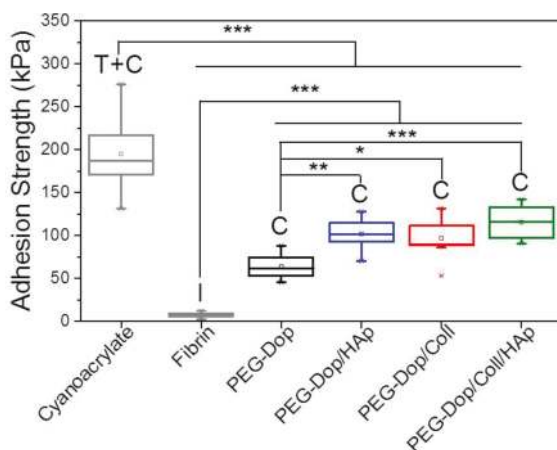 Adhesion Strength (kPa)
350
300
250
200
150
100
50
0
***
T+C
***
***
*
**
I
C
C
C
C
Cyanoacrylate
Fibrin
PEG-Dop
PEG-Dop/HAp
PEG-Dop/Coll
PEG-Dop/Coll/HAp